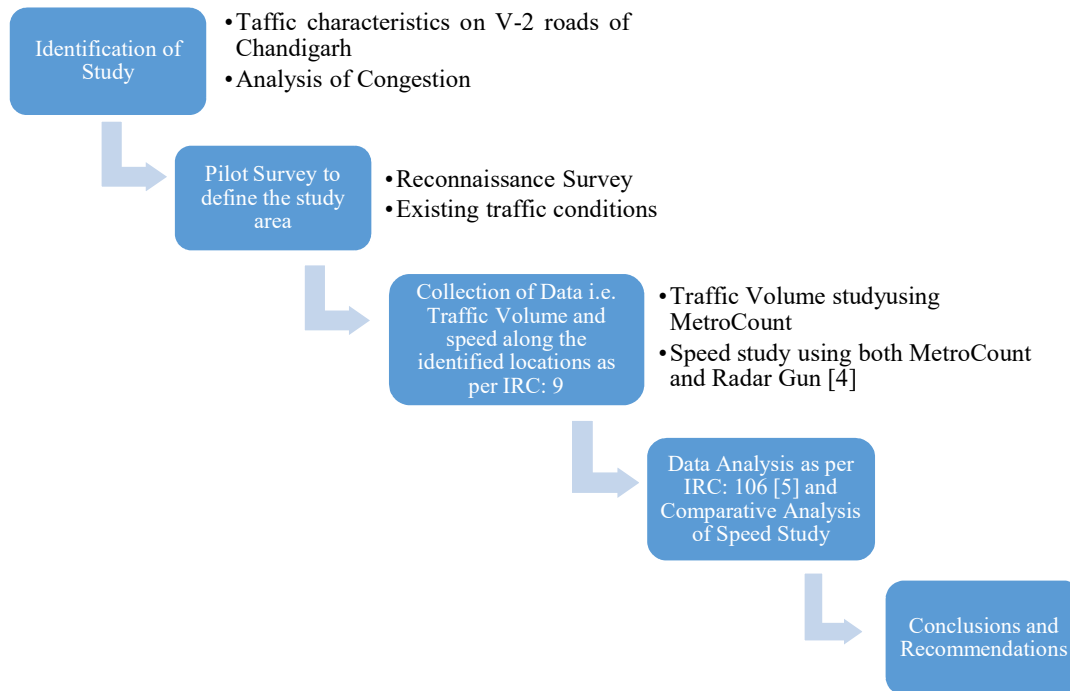 Identification of
Study
•Taffic characteristics on V-2 roads of
Chandigarh
•Analysis of Congestion
Pilot Survey to
define the study
area
•Reconnaissance Survey
•Existing traffic conditions
Collection of Data i.e.
Traffic Volume and
speed along the
identified locations as
per IRC: 9
•Traffic Volume studyusing
MetroCount
•Speed study using both MetroCount
and Radar Gun [4]
Data Analysis as per
IRC: 106 [5] and
Comparative Analysis
of Speed Study
Conclusions and
Recommendations